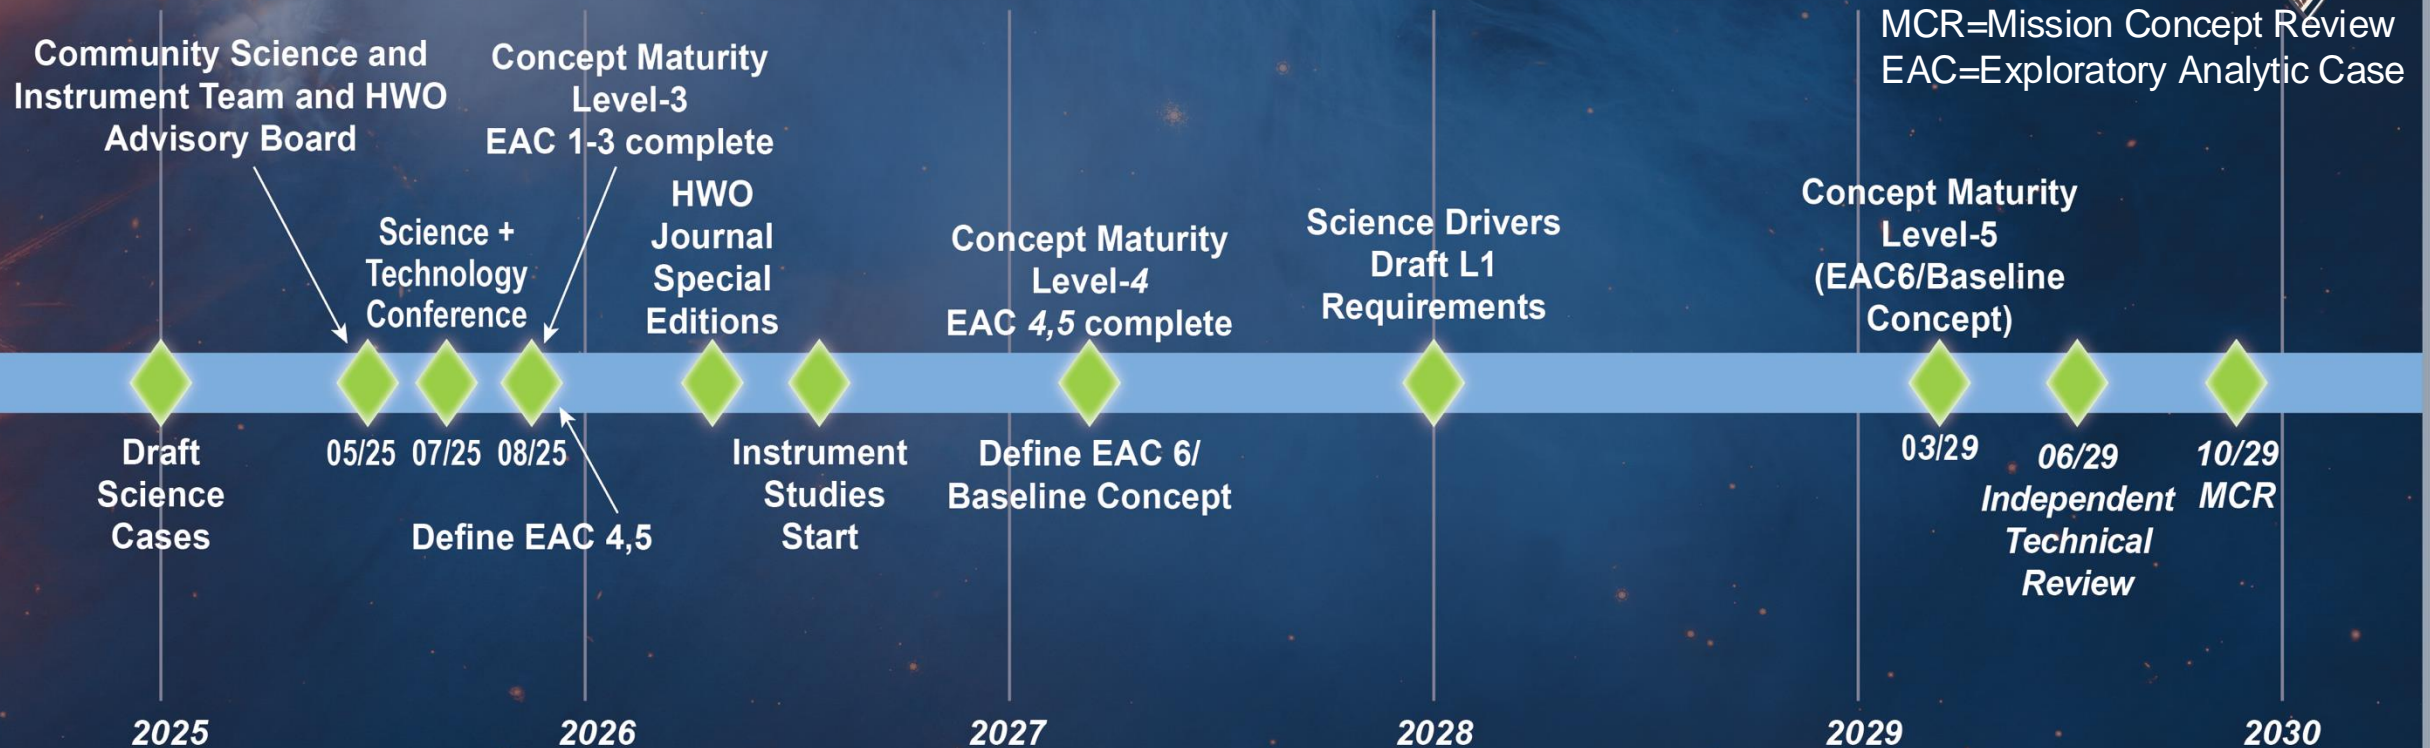 MCR=Mission Concept Review
EAC=Exploratory Analytic Case
Community Science and
Instrument Team and HWO
Advisory Board
Concept Maturity
Level-3
EAC 1-3 complete
Science +
Technology
Conference
HWO
Journal
Special
Editions
Concept Maturity
Level-4
EAC 4,5 complete
Science Drivers
Draft L1
Requirements
Concept Maturity
Level-5
(EAC6/Baseline
Concept)
Draft
Science
Cases
05/25
07/25
08/25
Define EAC 4,5
Instrument
Studies
Start
Define EAC 6/
Baseline Concept
03/29
06/29
Independent
Technical
Review
10/29
MCR
2025
2026
2027
2028
2029
2030